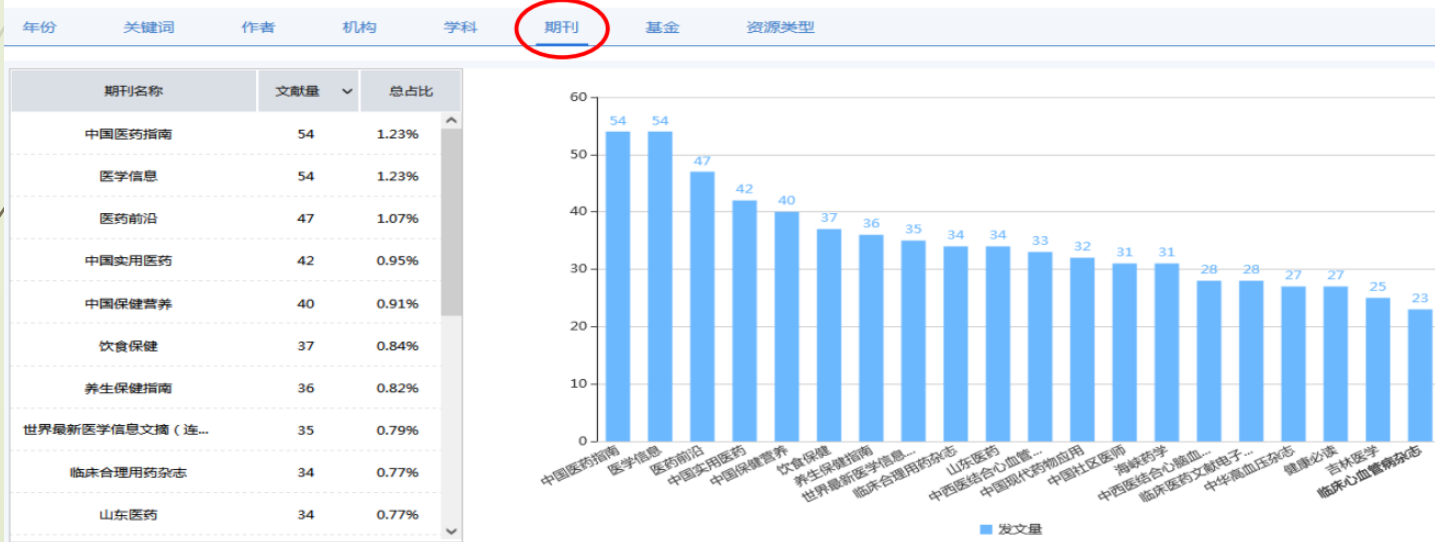 年份 关键词 作者 机构 学科 期刊 基金 资源类型
期刊名称 文献量 总占比
中国医药指南 54 1.23%
医学信息 54 1.23%
医药前沿 47 1.07%
中国实用医药 42 0.95%
中国保健营养 40 0.91%
饮食保健 37 0.84%
养生保健指南 36 0.82%
世界最新医学信息文摘（连... 35 0.79%
临床合理用药杂志 34 0.77%
山东医药 34 0.77%
60
50
40
30
20
10
0
54 54 47 42 40 37 36 35 34 34 33 32 31 31 28 28 27 27 25 23
中国医药指南
医学信息
医药前沿
中国实用医药
中国保健营养
饮食保健
养生保健指南
世界最新医学信息...
临床合理用药杂志
山东医药
中西医结合心血管...
中国现代药物应用
中国社区医师
海峡药学
中西医结合心脑血...
临床医药文献电子...
中华高血压杂志
健康必读
吉林医学
临床心血管病杂志
发文量